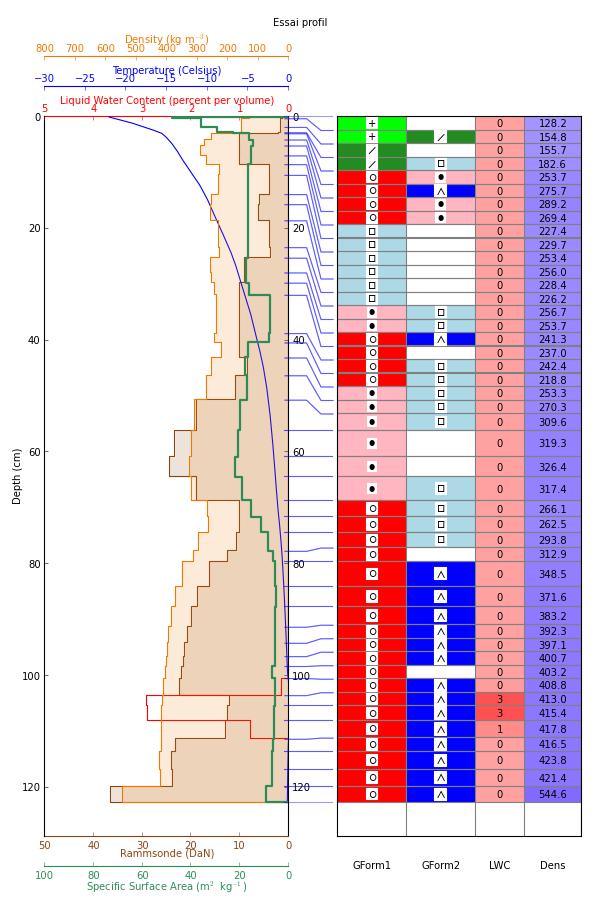 Essai profil
Density (kg m⁻³)
800 700 600 500 400 300 200 100 0
Temperature (Celsius)
−30 −25 −20 −15 −10 −5 0
Liquid Water Content (percent per volume)
5 4 3 2 1 0
0 0
20 20
40 40
60 60
80 80
100 100
120 120
Depth (cm)
50 40 30 20 10 0
Rammsonde (DaN)
100 80 60 40 20 0
Specific Surface Area (m² kg⁻¹)
+ 0 128.2
+ / 0 154.8
/ 0 155.7
/ □ 0 182.6
○ ● 0 253.7
○ ∧ 0 275.7
○ ● 0 289.2
○ ● 0 269.4
□ 0 227.4
□ 0 229.7
□ 0 253.4
□ 0 256.0
□ 0 228.4
□ 0 226.2
● □ 0 256.7
● □ 0 253.7
○ ∧ 0 241.3
○ 0 237.0
○ □ 0 242.4
○ □ 0 218.8
● □ 0 253.3
● □ 0 270.3
● □ 0 309.6
● 0 319.3
● 0 326.4
● □ 0 317.4
○ □ 0 266.1
○ □ 0 262.5
○ □ 0 293.8
○ 0 312.9
○ ∧ 0 348.5
○ ∧ 0 371.6
○ ∧ 0 383.2
○ ∧ 0 392.3
○ ∧ 0 397.1
○ ∧ 0 400.7
○ 0 403.2
○ ∧ 0 408.8
○ ∧ 3 413.0
○ ∧ 3 415.4
○ ∧ 1 417.8
○ ∧ 0 416.5
○ ∧ 0 423.8
○ ∧ 0 421.4
○ ∧ 0 544.6
GForm1 GForm2 LWC Dens